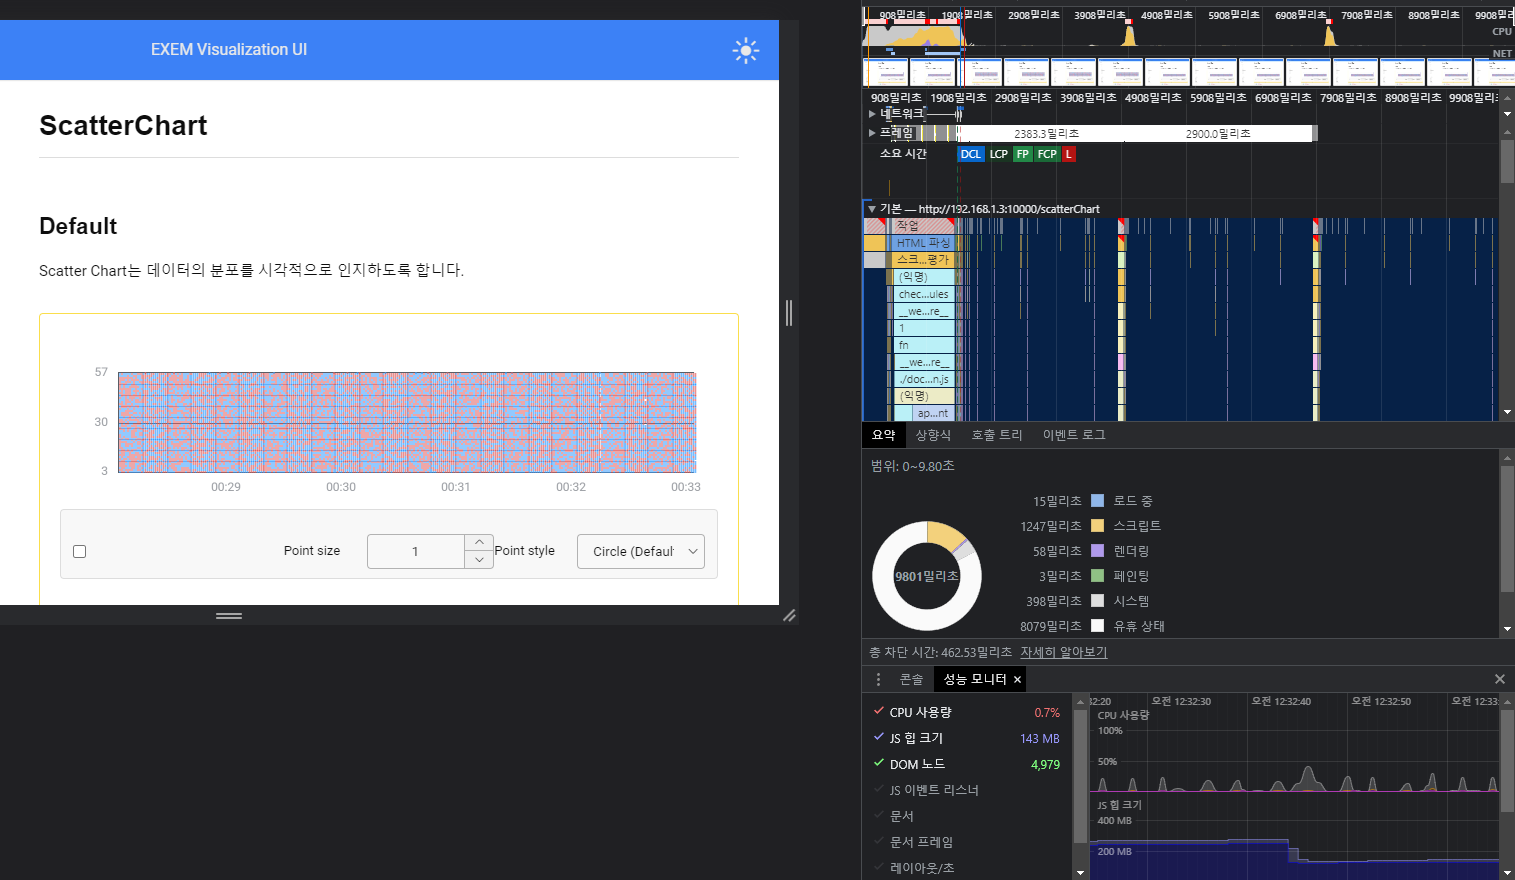 EXEM Visualization UI
ScatterChart
Default
Scatter Chart는 데이터의 분포를 시각적으로 인지하도록 합니다.
57
30
3
00:29 00:30 00:31 00:32 00:33
Point size 1 Point style Circle (Defaul
908밀리초 1908밀리초 2908밀리초 3908밀리초 4908밀리초 5908밀리초 6908밀리초 7908밀리초 8908밀리초 9908밀
CPU
NET
908밀리초 1908밀리초 2908밀리초 3908밀리초 4908밀리초 5908밀리초 6908밀리초 7908밀리초 8908밀리초 9908밀리
네트워크
프레임 2383.3밀리초 2900.0밀리초
소요 시간 DCL LCP FP FCP L
기본 — http://192.168.1.3:10000/scatterChart
작업
HTML 파싱
스크...평가
(익명)
chec...ules
__we...re__
1
fn
__we...re__
./doc...n.js
(익명)
ap...nt
요약 상향식 호출 트리 이벤트 로그
범위: 0~9.80초
9801밀리초
15밀리초 로드 중
1247밀리초 스크립트
58밀리초 렌더링
3밀리초 페인팅
398밀리초 시스템
8079밀리초 유휴 상태
총 차단 시간: 462.53밀리초 자세히 알아보기
콘솔 성능 모니터
CPU 사용량 0.7%
JS 힙 크기 143 MB
DOM 노드 4,979
JS 이벤트 리스너
문서
문서 프레임
레이아웃/초
32:20 오전 12:32:30 오전 12:32:40 오전 12:32:50 오전 12:33:
CPU 사용량
100%
50%
JS 힙 크기
400 MB
200 MB